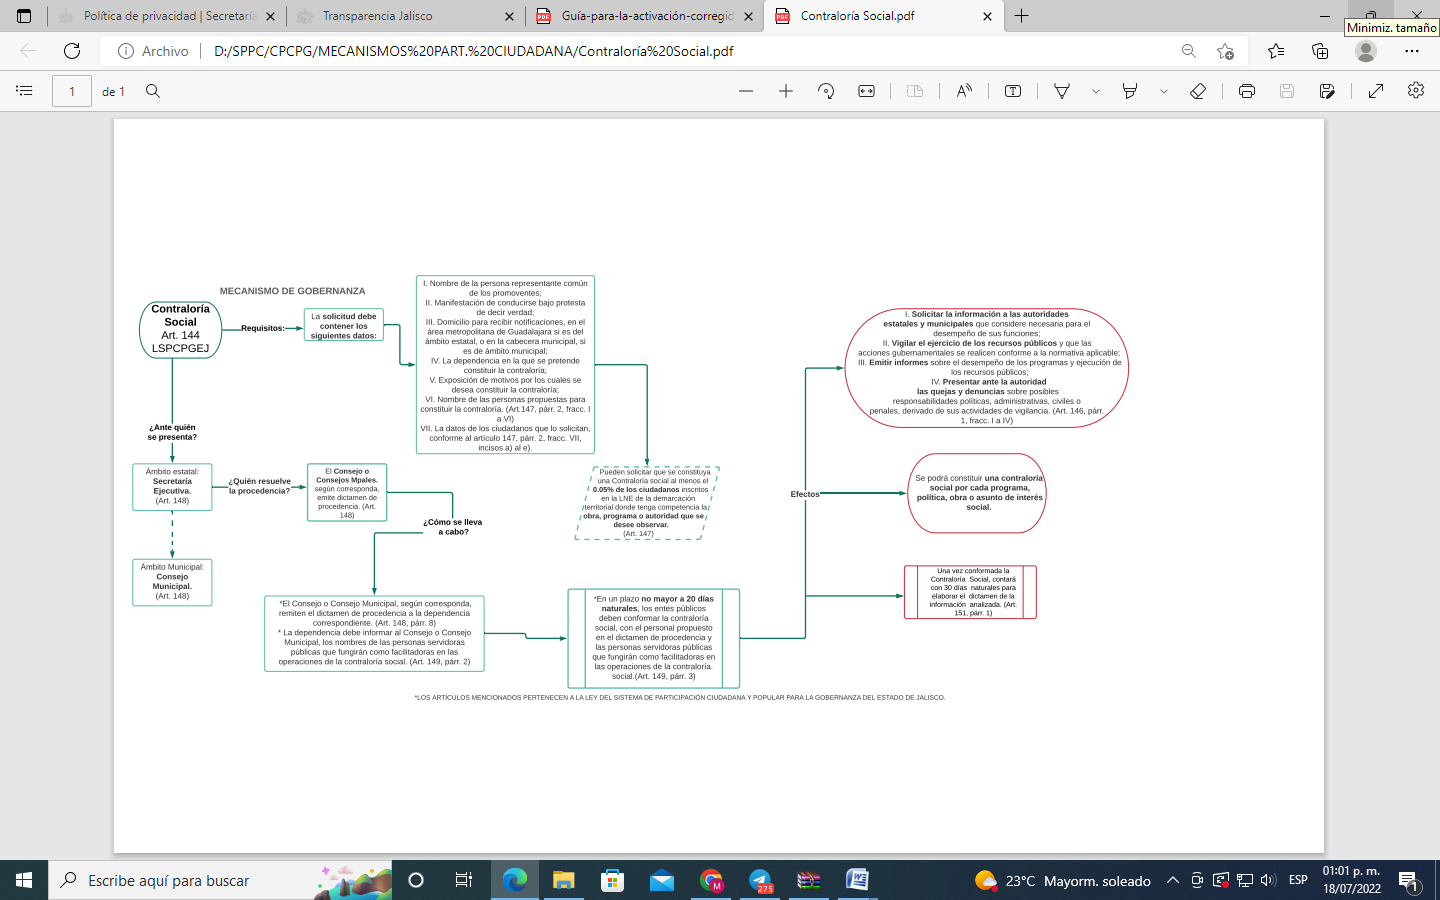 Política de privacidad | Secretaría
Transparencia Jalisco
Guía-para-la-activación-corregid
Contraloría Social.pdf
Minimiz. tamaño
Archivo
D:/SPPC/CPCPG/MECANISMOS%20PART.%20CIUDADANA/Contraloría%20Social.pdf
1
de 1
MECANISMO DE GOBERNANZA
Contraloría
Social
Art. 144
LSPCPGEJ
Requisitos:
La solicitud debe
contener los
siguientes datos:
I. Nombre de la persona representante común
de los promoventes;
II. Manifestación de conducirse bajo protesta
de decir verdad;
III. Domicilio para recibir notificaciones, en el
área metropolitana de Guadalajara si es del
ámbito estatal, o en la cabecera municipal, si
es de ámbito municipal;
IV. La dependencia en la que se pretende
constituir la contraloría;
V. Exposición de motivos por los cuales se
desea constituir la contraloría;
VI. Nombre de las personas propuestas para
constituir la contraloría. (Art.147, párr. 2, fracc. I
a VI)
VII. La datos de los ciudadanos que lo solicitan,
conforme al artículo 147, párr. 2, fracc. VII,
incisos a) al e).
Pueden solicitar que se constituya
una Contraloría social al menos el
0.05% de los ciudadanos inscritos
en la LNE de la demarcación
territorial donde tenga competencia la
obra, programa o autoridad que se
desee observar.
(Art. 147)
¿Ante quién
se presenta?
Ámbito estatal:
Secretaría
Ejecutiva.
(Art. 148)
Ámbito Municipal:
Consejo
Municipal.
(Art. 148)
¿Quién resuelve
la procedencia?
El Consejo o
Consejos Mpales.
según corresponda,
emite dictamen de
procedencia. (Art.
148)
¿Cómo se lleva
a cabo?
*El Consejo o Consejo Municipal, según corresponda,
remiten el dictamen de procedencia a la dependencia
correspondiente. (Art. 148, párr. 8)
* La dependencia debe informar al Consejo o Consejo
Municipal, los nombres de las personas servidoras
públicas que fungirán como facilitadoras en las
operaciones de la contraloría social. (Art. 149, párr. 2)
*En un plazo no mayor a 20 días
naturales, los entes públicos
deben conformar la contraloría
social, con el personal propuesto
en el dictamen de procedencia y
las personas servidoras públicas
que fungirán como facilitadoras en
las operaciones de la contraloría.
social.(Art. 149, párr. 3)
Efectos
I. Solicitar la información a las autoridades
estatales y municipales que considere necesaria para el
desempeño de sus funciones;
II. Vigilar el ejercicio de los recursos públicos y que las
acciones gubernamentales se realicen conforme a la normativa aplicable;
III. Emitir informes sobre el desempeño de los programas y ejecución de
los recursos públicos;
IV. Presentar ante la autoridad
las quejas y denuncias sobre posibles
responsabilidades políticas, administrativas, civiles o
penales, derivado de sus actividades de vigilancia. (Art. 146, párr.
1, fracc. I a IV)
Se podrá constituir una contraloría
social por cada programa,
política, obra o asunto de interés
social.
Una vez conformada la
Contraloría Social, contará
con 30 días naturales para
elaborar el dictamen de la
información analizada. (Art.
151, párr. 1)
*LOS ARTÍCULOS MENCIONADOS PERTENECEN A LA LEY DEL SISTEMA DE PARTICIPACIÓN CIUDADANA Y POPULAR PARA LA GOBERNANZA DEL ESTADO DE JALISCO.
Escribe aquí para buscar
M
275
23°C Mayorm. soleado
ESP
01:01 p. m.
18/07/2022
1